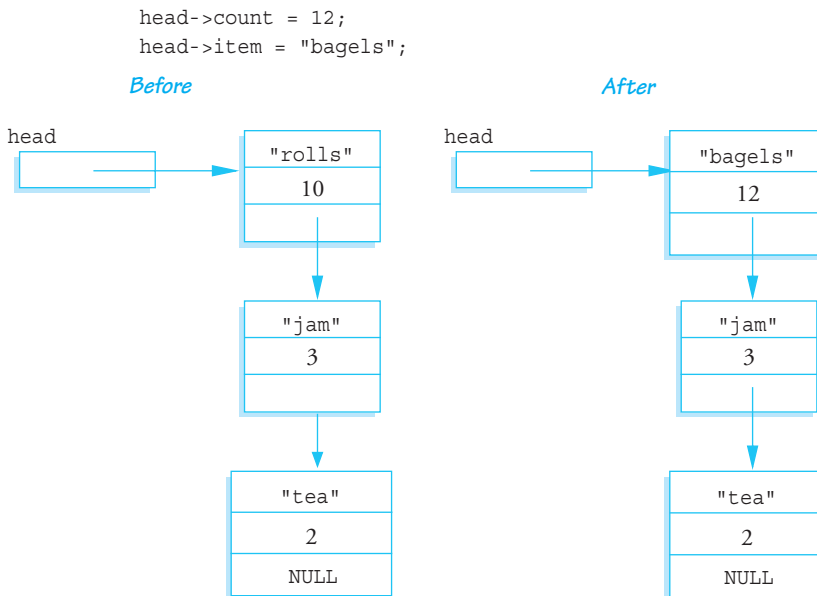 head->count = 12;
head->item = "bagels";
Before
After
head
"rolls"
10
"jam"
3
"tea"
2
NULL
head
"bagels"
12
"jam"
3
"tea"
2
NULL